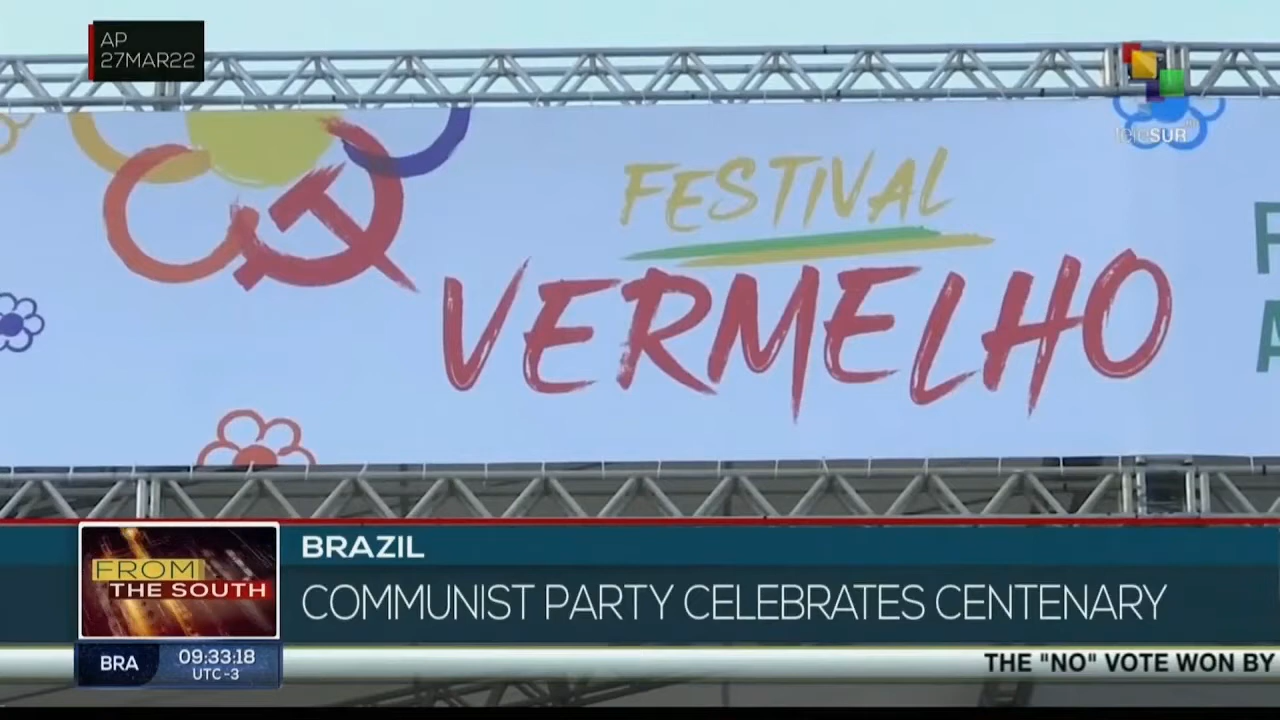 AP
27MAR22
teleSUR
FESTIVAL
VERMELHO
BRAZIL
COMMUNIST PARTY CELEBRATES CENTENARY
FROM
THE SOUTH
BRA
09:33:18
UTC-3
THE "NO" VOTE WON BY